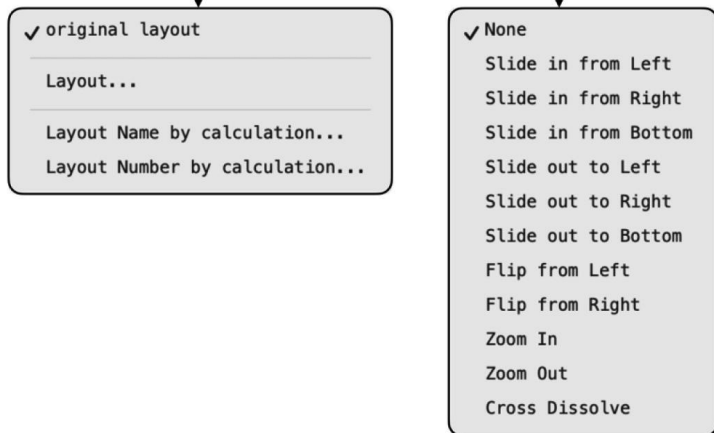 ✓ original layout
Layout...
Layout Name by calculation...
Layout Number by calculation...
✓ None
Slide in from Left
Slide in from Right
Slide in from Bottom
Slide out to Left
Slide out to Right
Slide out to Bottom
Flip from Left
Flip from Right
Zoom In
Zoom Out
Cross Dissolve